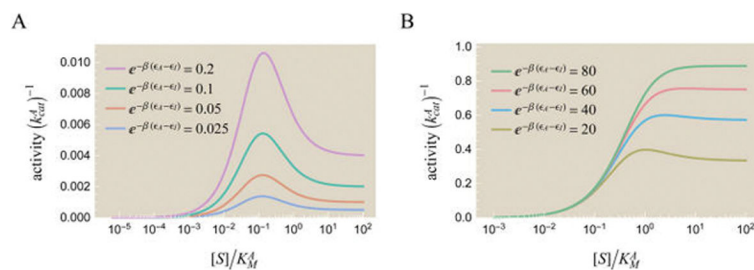 A
B
activity (k_cat^A)^-1
0.010
0.008
0.006
0.004
0.002
0.000
e^-β(ϵ_A-ϵ_I) = 0.2
e^-β(ϵ_A-ϵ_I) = 0.1
e^-β(ϵ_A-ϵ_I) = 0.05
e^-β(ϵ_A-ϵ_I) = 0.025
10^-5 10^-4 10^-3 10^-2 10^-1 10^0 10^1 10^2
[S]/K_M^A
activity (k_cat^A)^-1
1.0
0.8
0.6
0.4
0.2
0.0
e^-β(ϵ_A-ϵ_I) = 80
e^-β(ϵ_A-ϵ_I) = 60
e^-β(ϵ_A-ϵ_I) = 40
e^-β(ϵ_A-ϵ_I) = 20
10^-3 10^-2 10^-1 10^0 10^1 10^2
[S]/K_M^A